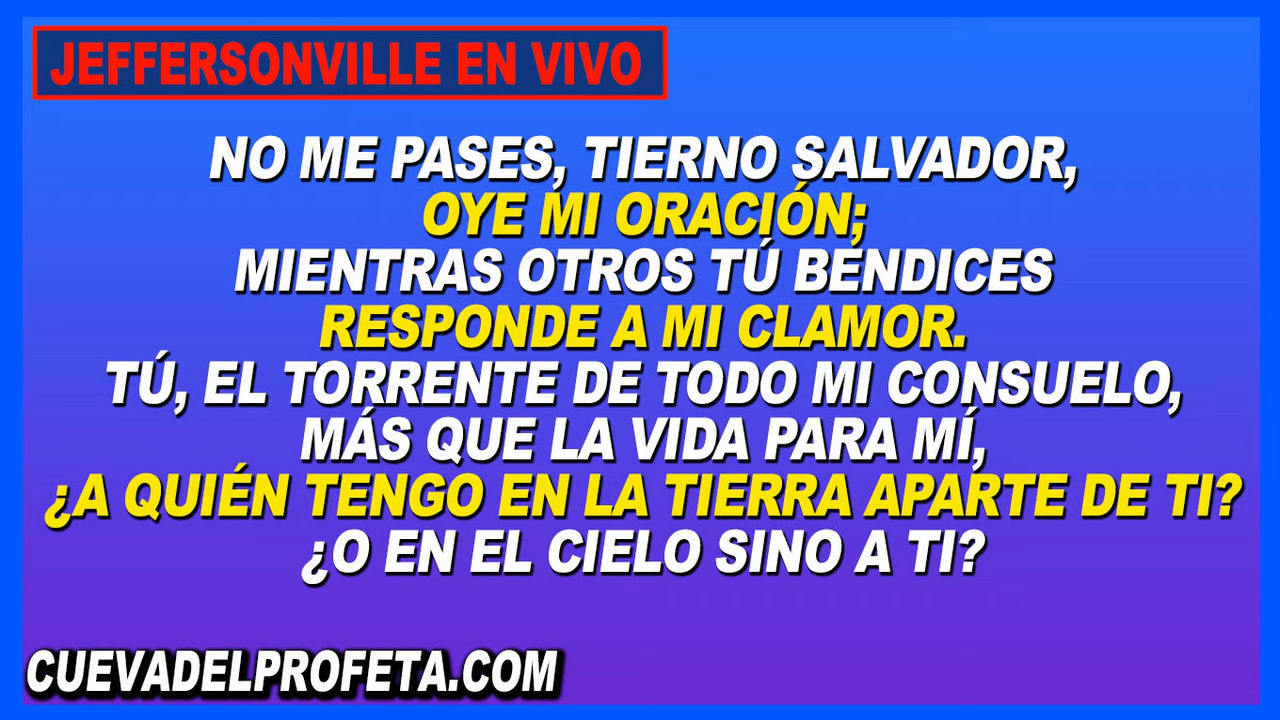 JEFFERSONVILLE EN VIVO
NO ME PASES, TIERNO SALVADOR,
OYE MI ORACIÓN;
MIENTRAS OTROS TÚ BENDICES
RESPONDE A MI CLAMOR.
TÚ, EL TORRENTE DE TODO MI CONSUELO,
MÁS QUE LA VIDA PARA MÍ,
¿A QUIÉN TENGO EN LA TIERRA APARTE DE TI?
¿O EN EL CIELO SINO A TI?
CUEVADELPROFETA.COM